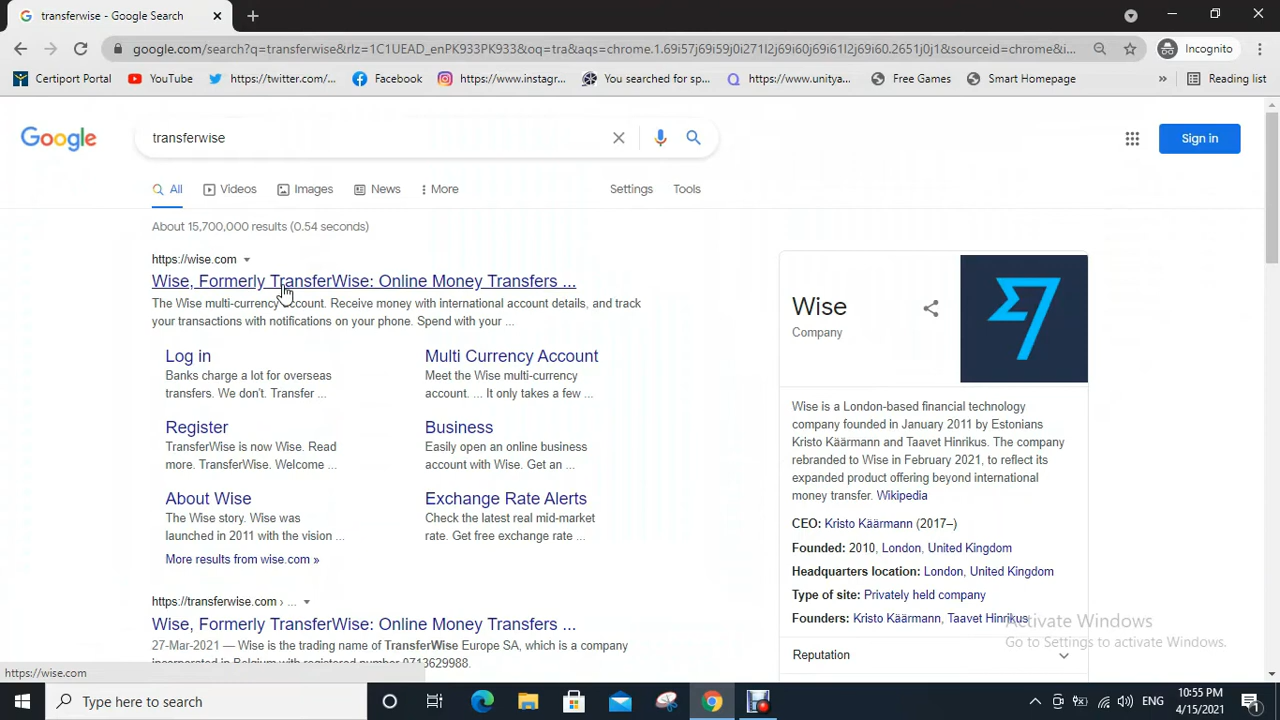 transferwise - Google Search
google.com/search?q=transferwise&rlz=1C1UEAD_enPK933PK933&oq=tra&aqs=chrome.1.69i57j69i59j0i271l2j69i60j69i61l2j69i60.2651j0j1&sourceid=chrome&i...
Incognito
Certiport Portal
YouTube
https://twitter.com/...
Facebook
https://www.instagr...
You searched for sp...
https://www.unitya...
Free Games
Smart Homepage
»
Reading list
Google
transferwise
Sign in
All
Videos
Images
News
More
Settings
Tools
About 15,700,000 results (0.54 seconds)
https://wise.com
Wise, Formerly TransferWise: Online Money Transfers ...
The Wise multi-currency account. Receive money with international account details, and track
your transactions with notifications on your phone. Spend with your ...
Log in
Banks charge a lot for overseas
transfers. We don't. Transfer ...
Multi Currency Account
Meet the Wise multi-currency
account. ... It only takes a few ...
Register
TransferWise is now Wise. Read
more. TransferWise. Welcome ...
Business
Easily open an online business
account with Wise. Get an ...
About Wise
The Wise story. Wise was
launched in 2011 with the vision ...
Exchange Rate Alerts
Check the latest real mid-market
rate. Get free exchange rate ...
More results from wise.com »
https://transferwise.com › ...
Wise, Formerly TransferWise: Online Money Transfers ...
27-Mar-2021 — Wise is the trading name of TransferWise Europe SA, which is a company
incorporated in Belgium with registered number 0713629988.
Wise
Company
Wise is a London-based financial technology
company founded in January 2011 by Estonians
Kristo Käärmann and Taavet Hinrikus. The company
rebranded to Wise in February 2021, to reflect its
expanded product offering beyond international
money transfer. Wikipedia
CEO: Kristo Käärmann (2017–)
Founded: 2010, London, United Kingdom
Headquarters location: London, United Kingdom
Type of site: Privately held company
Founders: Kristo Käärmann, Taavet Hinrikus
Reputation
Activate Windows
Go to Settings to activate Windows.
https://wise.com
Type here to search
ENG
10:55 PM
4/15/2021
1